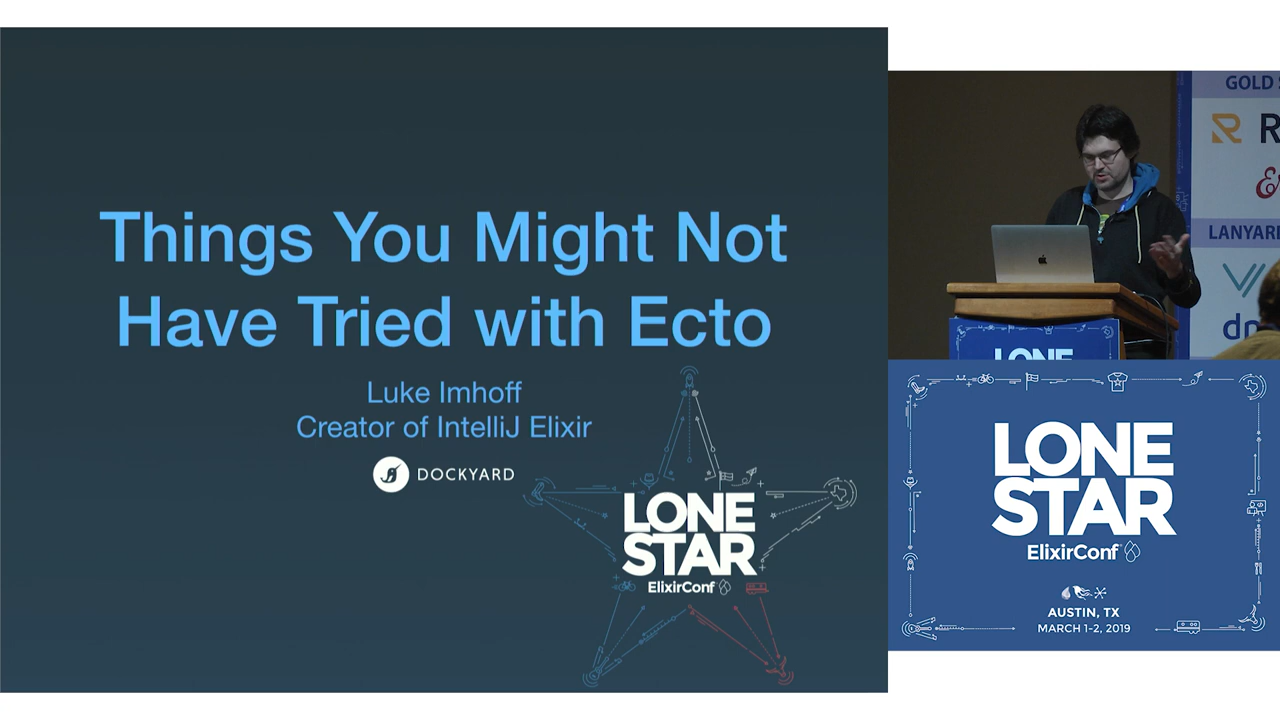 Things You Might Not
Have Tried with Ecto
Luke Imhoff
Creator of IntelliJ Elixir
DOCKYARD
LONE
STAR
ElixirConf
GOLD
R
LANYARD
LONE
LONE
STAR
ElixirConf
AUSTIN, TX
MARCH 1-2, 2019